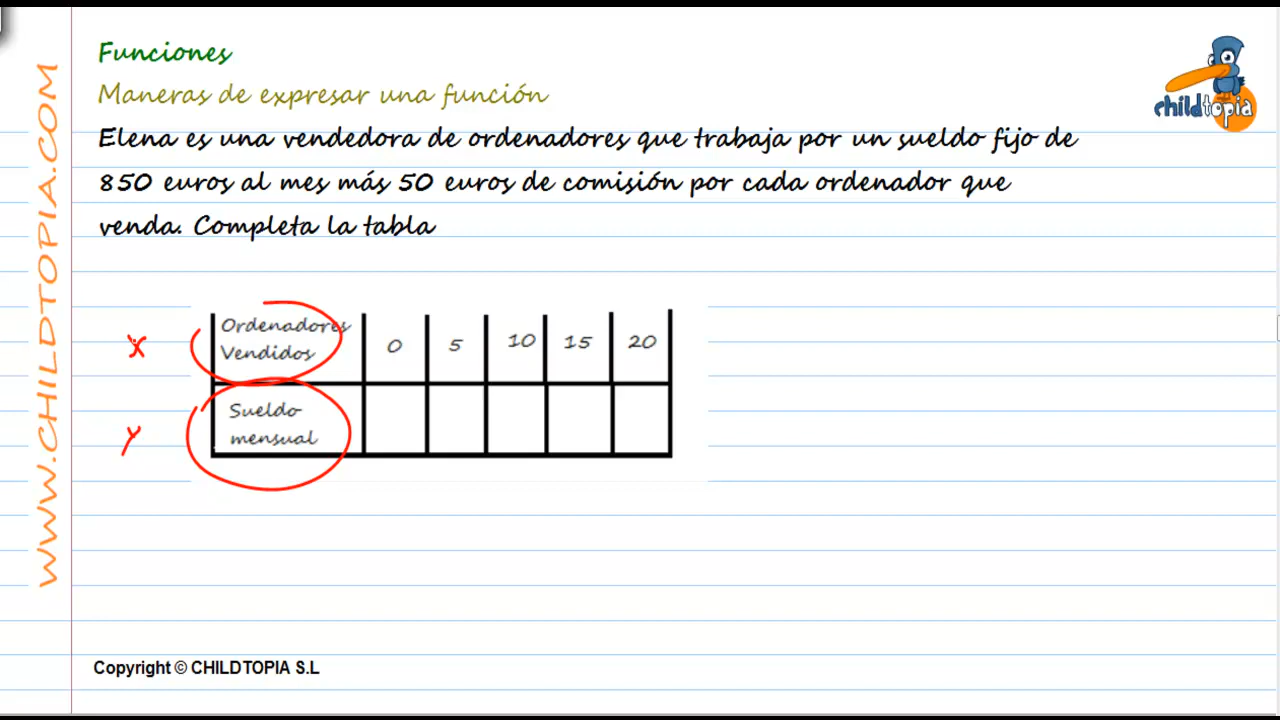 Funciones
Maneras de expresar una función
Elena es una vendedora de ordenadores que trabaja por un sueldo fijo de
850 euros al mes más 50 euros de comisión por cada ordenador que
venda. Completa la tabla
childtopia
WWW.CHILDTOPIA.COM
x Ordenadores
Vendidos 0 5 10 15 20
y Sueldo
mensual
Copyright © CHILDTOPIA S.L